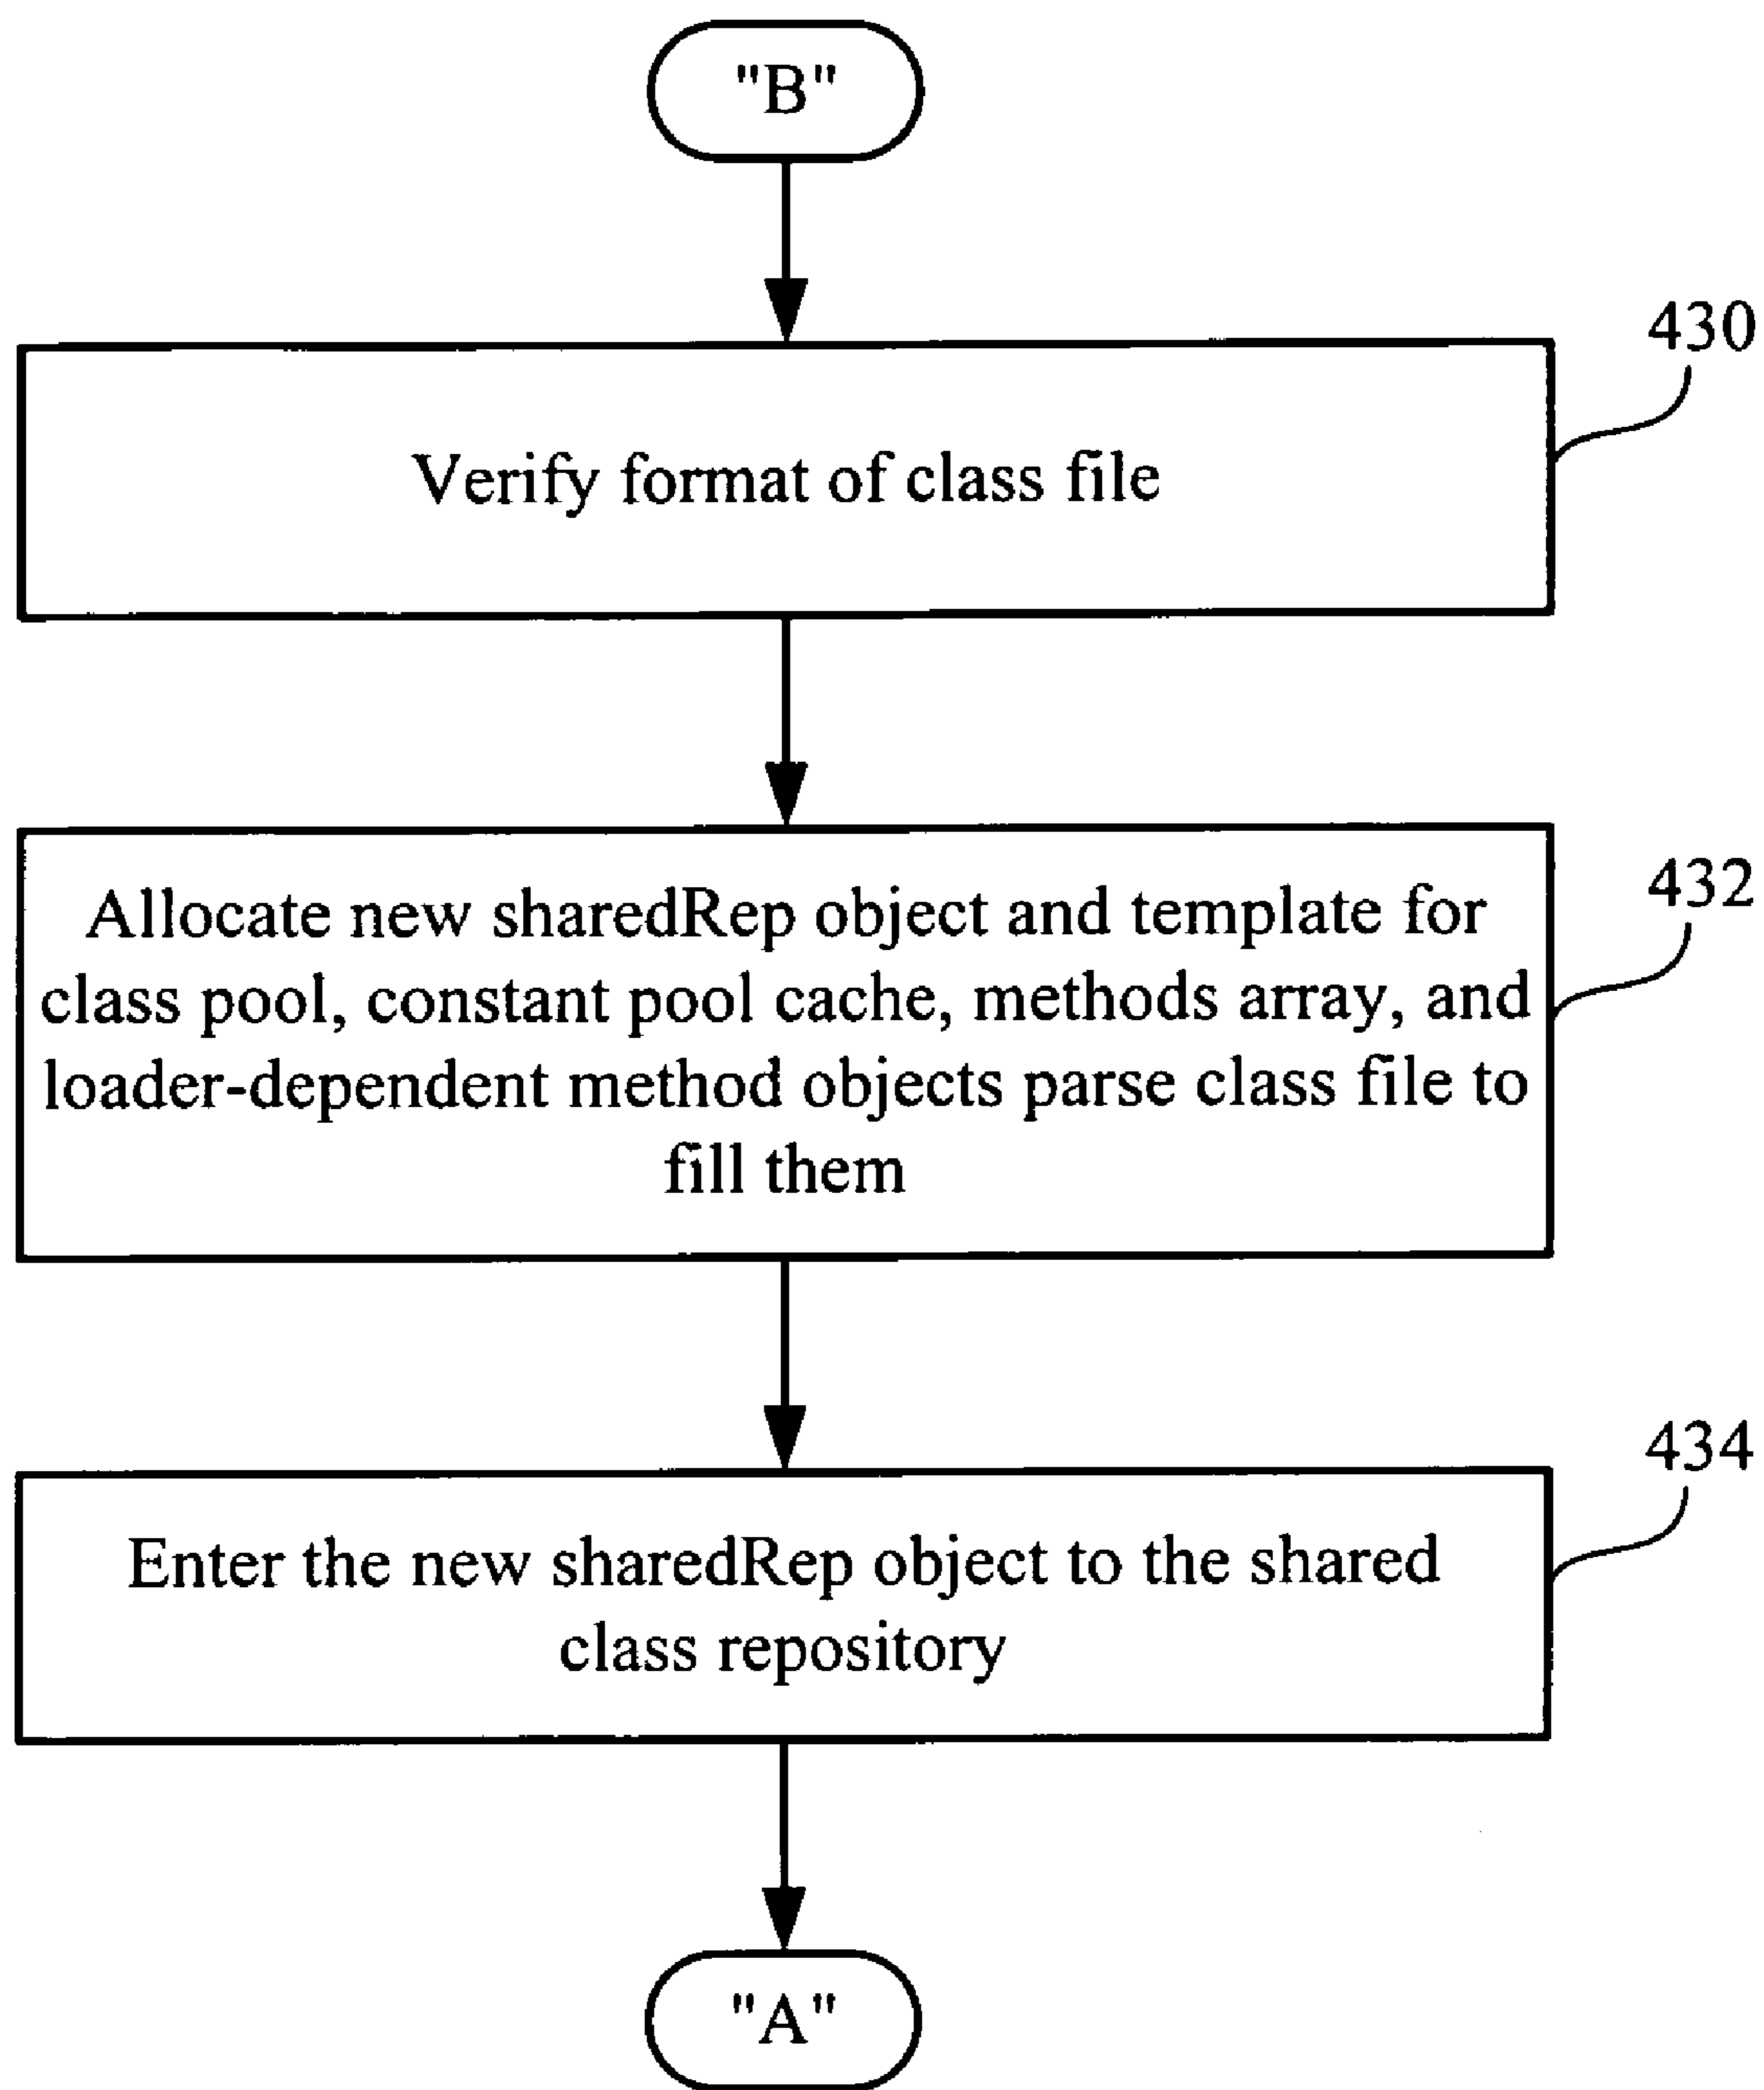 "B"
430
Verify format of class file
432
Allocate new sharedRep object and template for
class pool, constant pool cache, methods array, and
loader-dependent method objects parse class file to
fill them
434
Enter the new sharedRep object to the shared
class repository
"A"